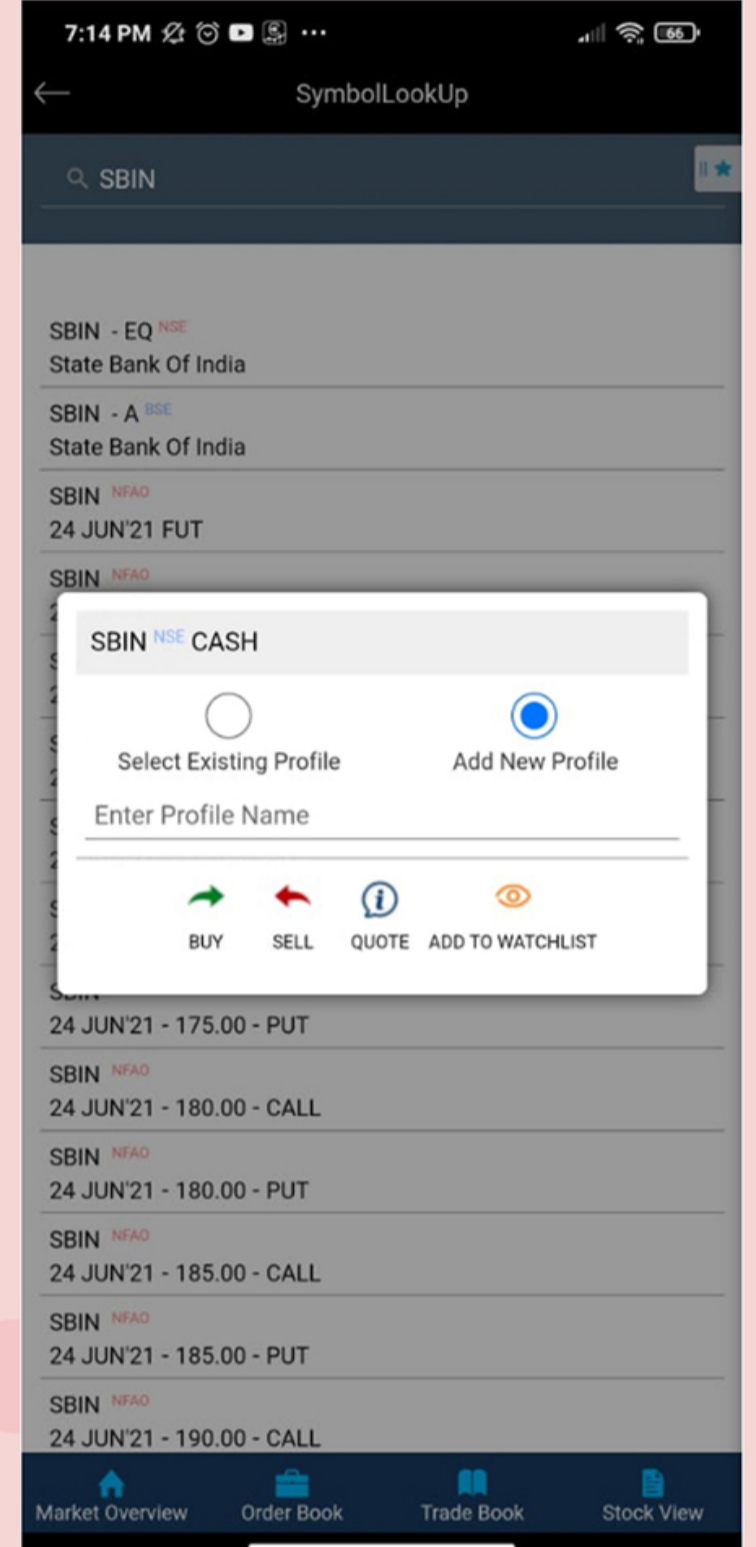 7:14 PM
66
SymbolLookUp
SBIN
SBIN - EQ NSE
State Bank Of India
SBIN - A BSE
State Bank Of India
SBIN NFAO
24 JUN'21 FUT
SBIN NFAO
SBIN NSE CASH
Select Existing Profile Add New Profile
Enter Profile Name
BUY SELL QUOTE ADD TO WATCHLIST
24 JUN'21 - 175.00 - PUT
SBIN NFAO
24 JUN'21 - 180.00 - CALL
SBIN NFAO
24 JUN'21 - 180.00 - PUT
SBIN NFAO
24 JUN'21 - 185.00 - CALL
SBIN NFAO
24 JUN'21 - 185.00 - PUT
SBIN NFAO
24 JUN'21 - 190.00 - CALL
Market Overview Order Book Trade Book Stock View